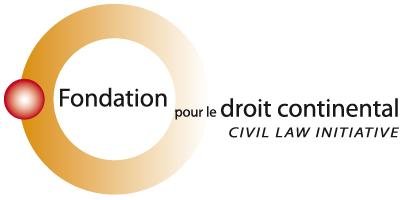 Fondation
pour le droit continental
CIVIL LAW INITIATIVE